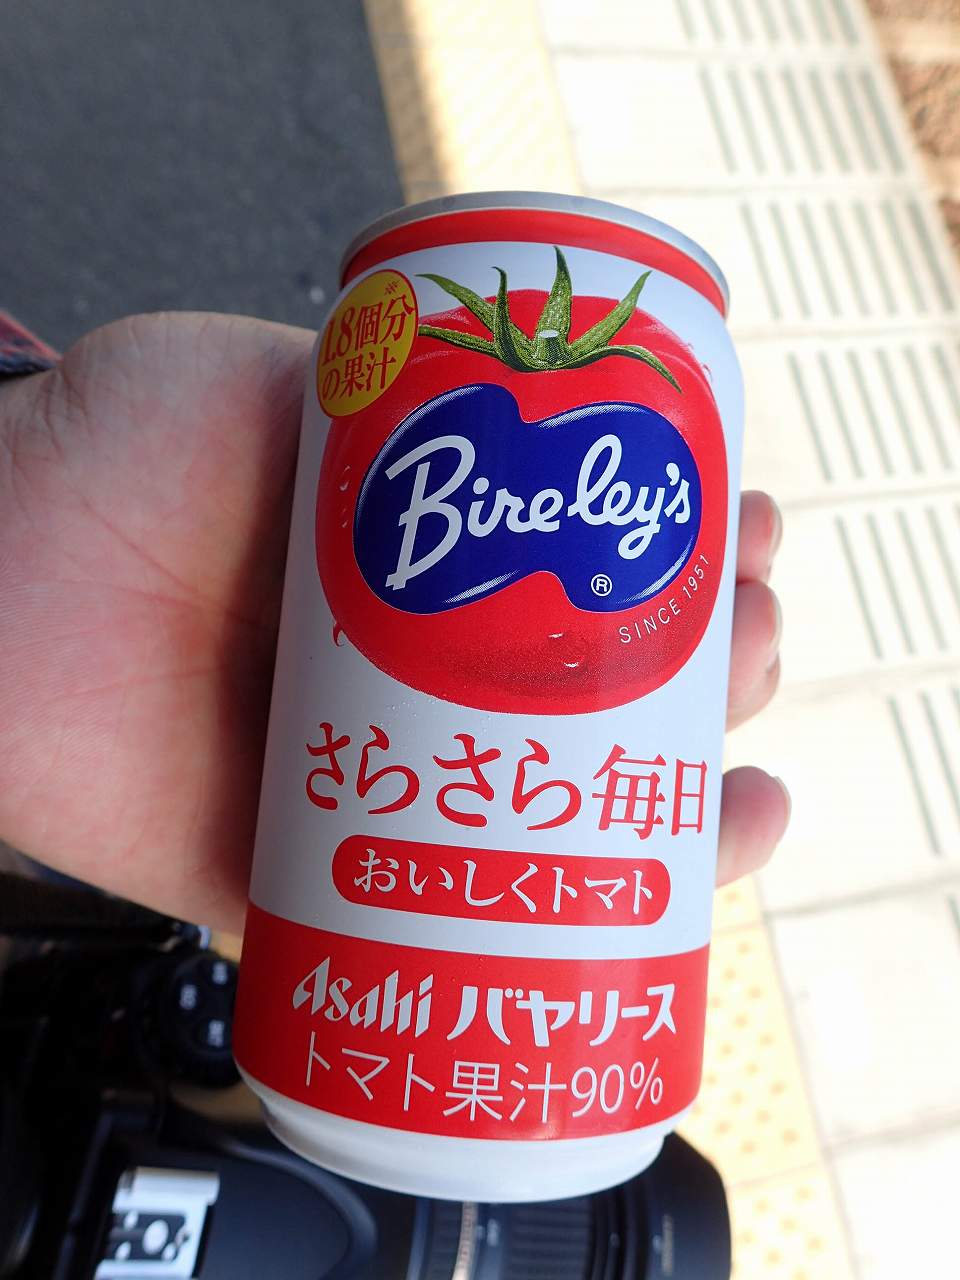 ※
1.8個分
の果汁
Bireley's
®
SINCE 1951
さらさら毎日
おいしくトマト
Asahi バヤリース
トマト果汁90%